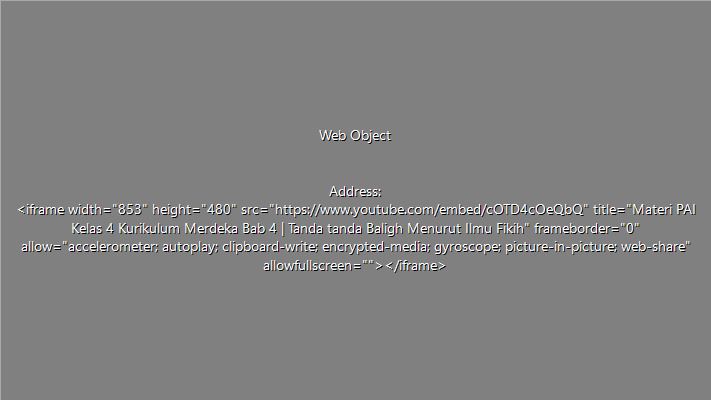 Web Object
Address:
<iframe width="853" height="480" src="https://www.youtube.com/embed/cOTD4cOeQbQ" title="Materi PAI
Kelas 4 Kurikulum Merdeka Bab 4 | Tanda tanda Baligh Menurut Ilmu Fikih" frameborder="0"
allow="accelerometer; autoplay; clipboard-write; encrypted-media; gyroscope; picture-in-picture; web-share"
allowfullscreen=""></iframe>